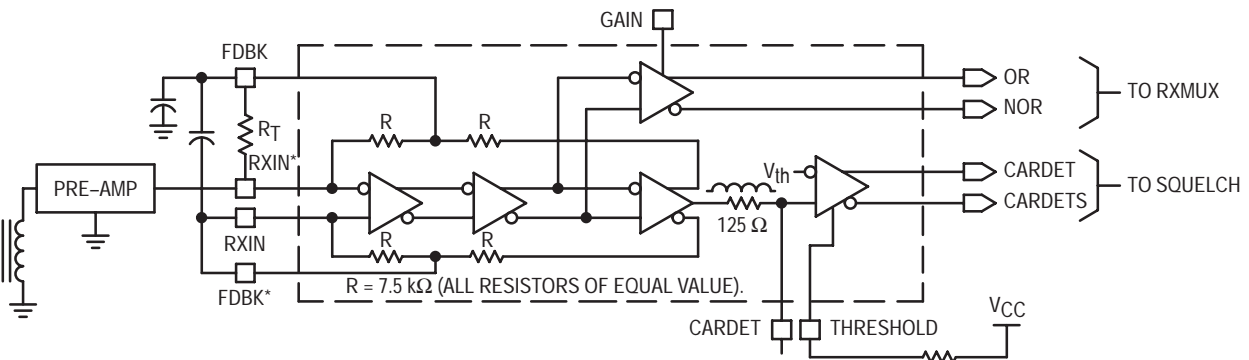 GAIN
FDBK
OR
NOR
TO RXMUX
R
R
RT
RXIN*
PRE–AMP
Vth
CARDET
CARDETS
TO SQUELCH
125 Ω
RXIN
R
R
FDBK*
R = 7.5 kΩ (ALL RESISTORS OF EQUAL VALUE).
CARDET
THRESHOLD
VCC